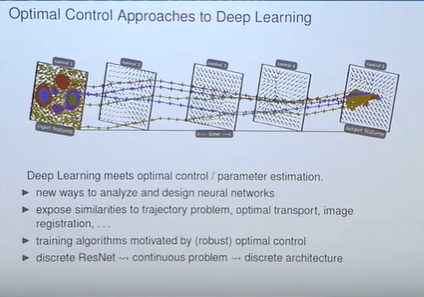 Optimal Control Approaches to Deep Learning
control 1
control 2
control 3
control 4
control 5
input features
time
output features
Deep Learning meets optimal control / parameter estimation.
▶ new ways to analyze and design neural networks
▶ expose similarities to trajectory problem, optimal transport, image
registration, . . .
▶ training algorithms motivated by (robust) optimal control
▶ discrete ResNet ⇝ continuous problem ⇝ discrete architecture